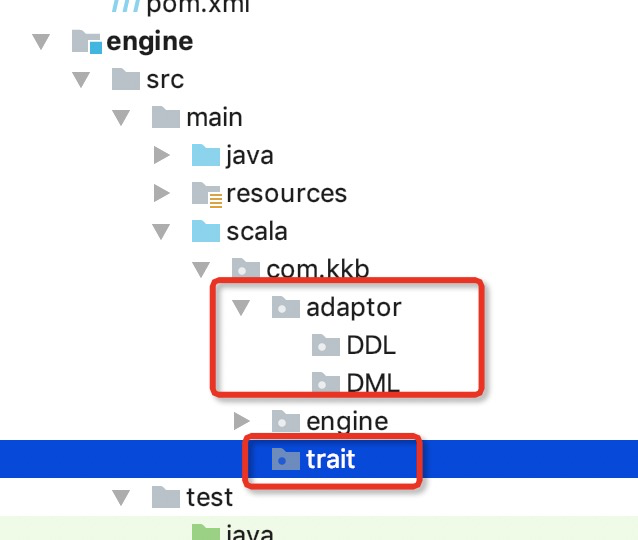 pom.xml
engine
src
main
java
resources
scala
com.kkb
adaptor
DDL
DML
engine
trait
test
java